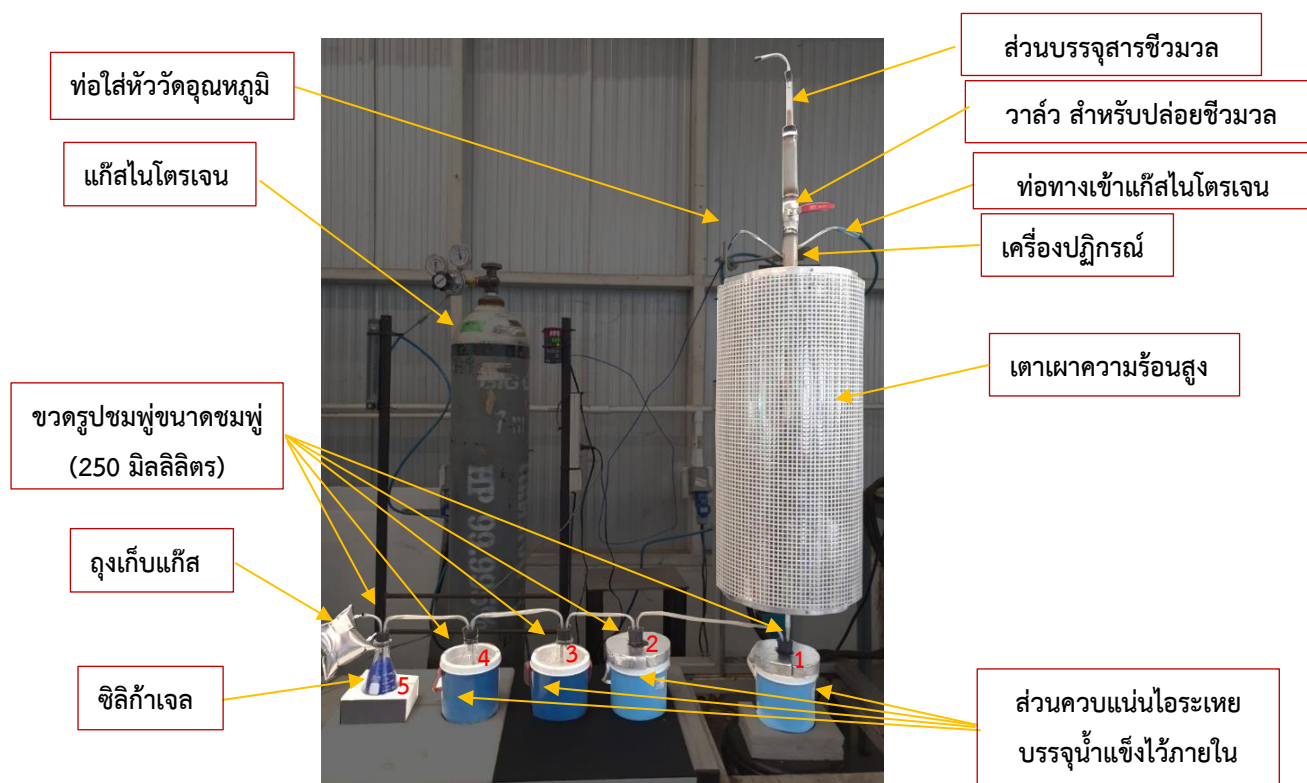 ท่อใส่หัววัดอุณหภูมิ
แก๊สไนโตรเจน
ขวดรูปชมพู่ขนาดชมพู่
(250 มิลลิลิตร)
ถุงเก็บแก๊ส
ซิลิก้าเจล
ส่วนบรรจุสารชีวมวล
วาล์ว สำหรับปล่อยชีวมวล
ท่อทางเข้าแก๊สไนโตรเจน
เครื่องปฏิกรณ์
เตาเผาความร้อนสูง
ส่วนควบแน่นไอระเหย
บรรจุน้ำแข็งไว้ภายใน
5
4
3
2
1